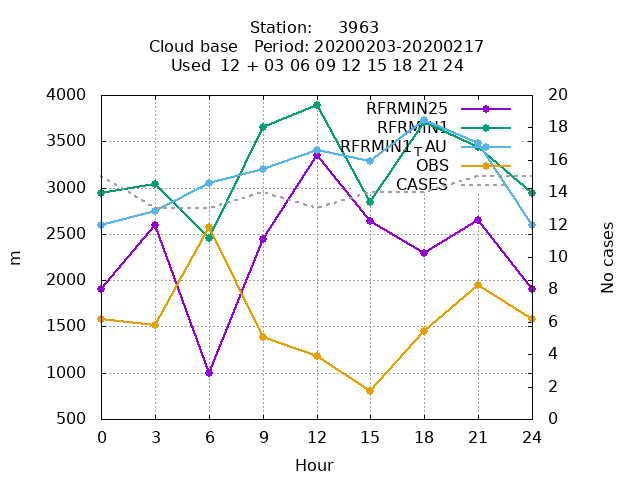 Station:     3963
Cloud base   Period: 20200203-20200217
Used  12 + 03 06 09 12 15 18 21 24
4000
3500
3000
2500
2000
1500
1000
500
m
20
18
16
14
12
10
8
6
4
2
0
No cases
RFRMIN25
RFRMIN1
RFRMIN1_AU
OBS
CASES
0 3 6 9 12 15 18 21 24
Hour